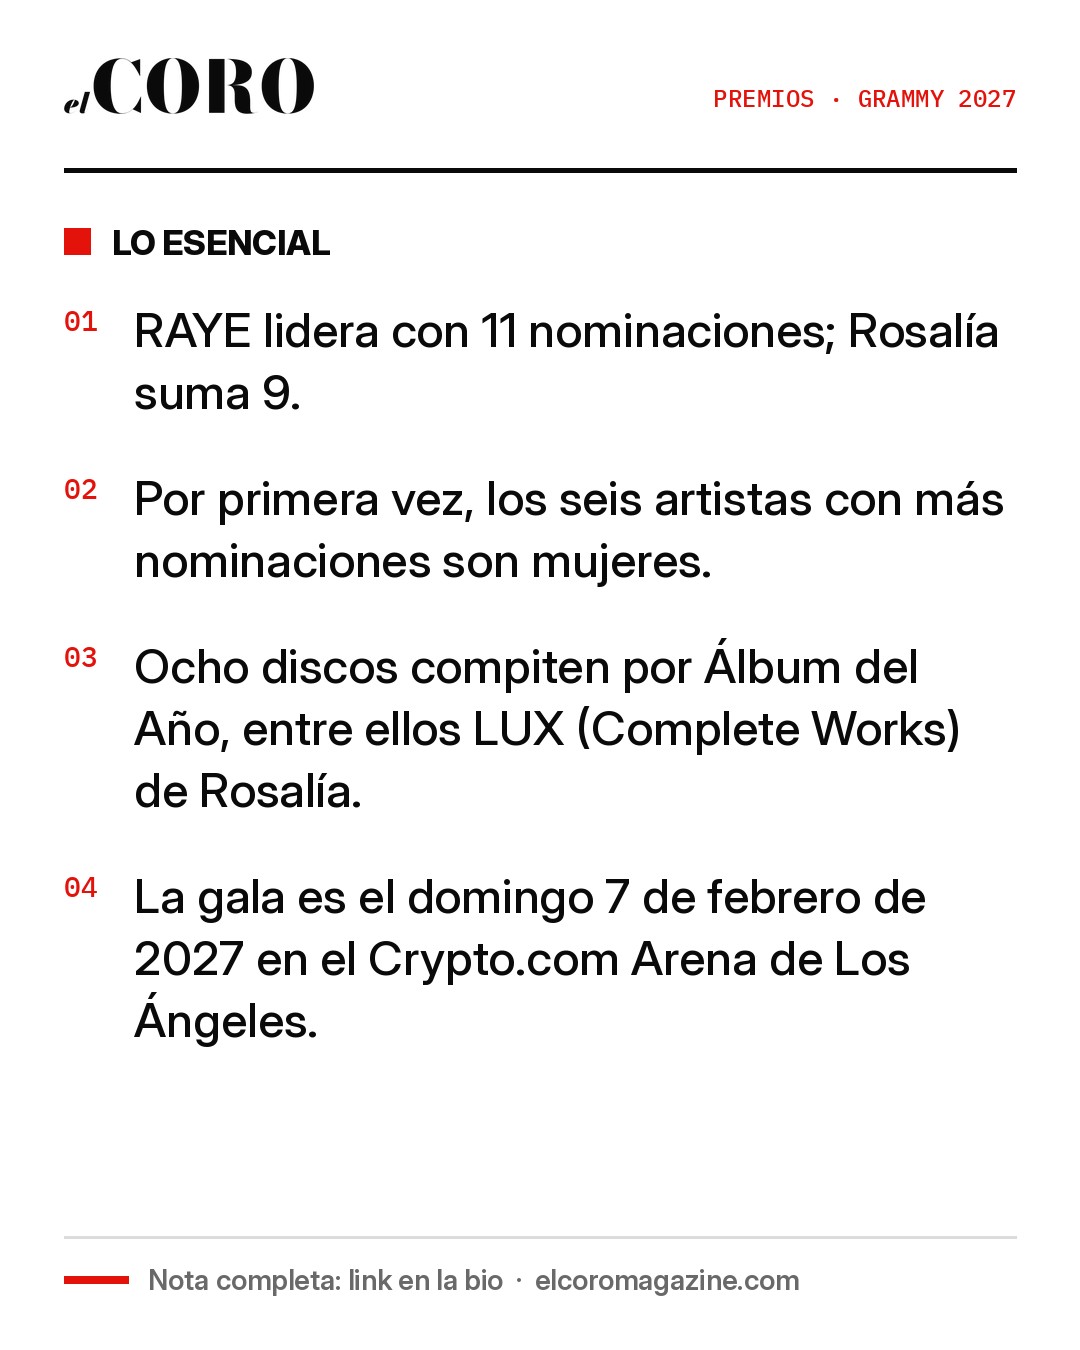 el CORO
PREMIOS · GRAMMY 2027
LO ESENCIAL
01 RAYE lidera con 11 nominaciones; Rosalía
suma 9.
02 Por primera vez, los seis artistas con más
nominaciones son mujeres.
03 Ocho discos compiten por Álbum del
Año, entre ellos LUX (Complete Works)
de Rosalía.
04 La gala es el domingo 7 de febrero de
2027 en el Crypto.com Arena de Los
Ángeles.
Nota completa: link en la bio · elcoromagazine.com